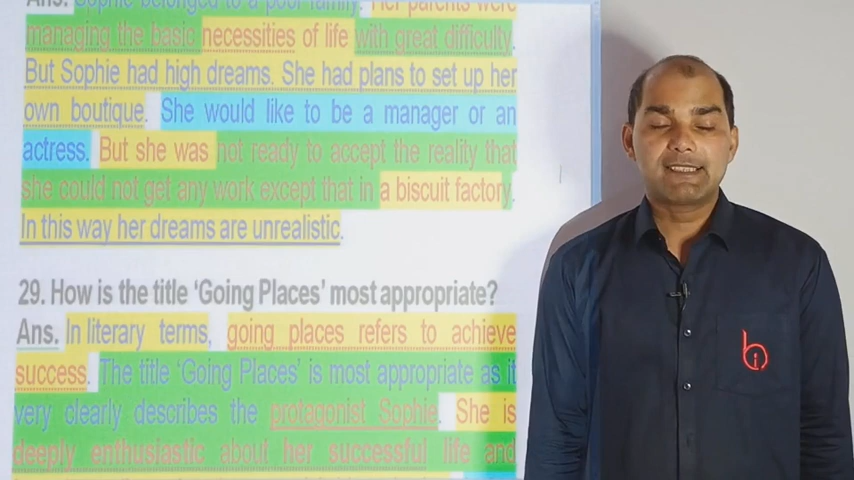 Ans. Sophie belonged to a poor family. Her parents were
managing the basic necessities of life with great difficulty.
But Sophie had high dreams. She had plans to set up her
own boutique. She would like to be a manager or an
actress. But she was not ready to accept the reality that
she could not get any work except that in a biscuit factory.
In this way her dreams are unrealistic.
29. How is the title ‘Going Places’ most appropriate?
Ans. In literary terms, going places refers to achieve
success. The title ‘Going Places’ is most appropriate as it
very clearly describes the protagonist Sophie. She is
deeply enthusiastic about her successful life and